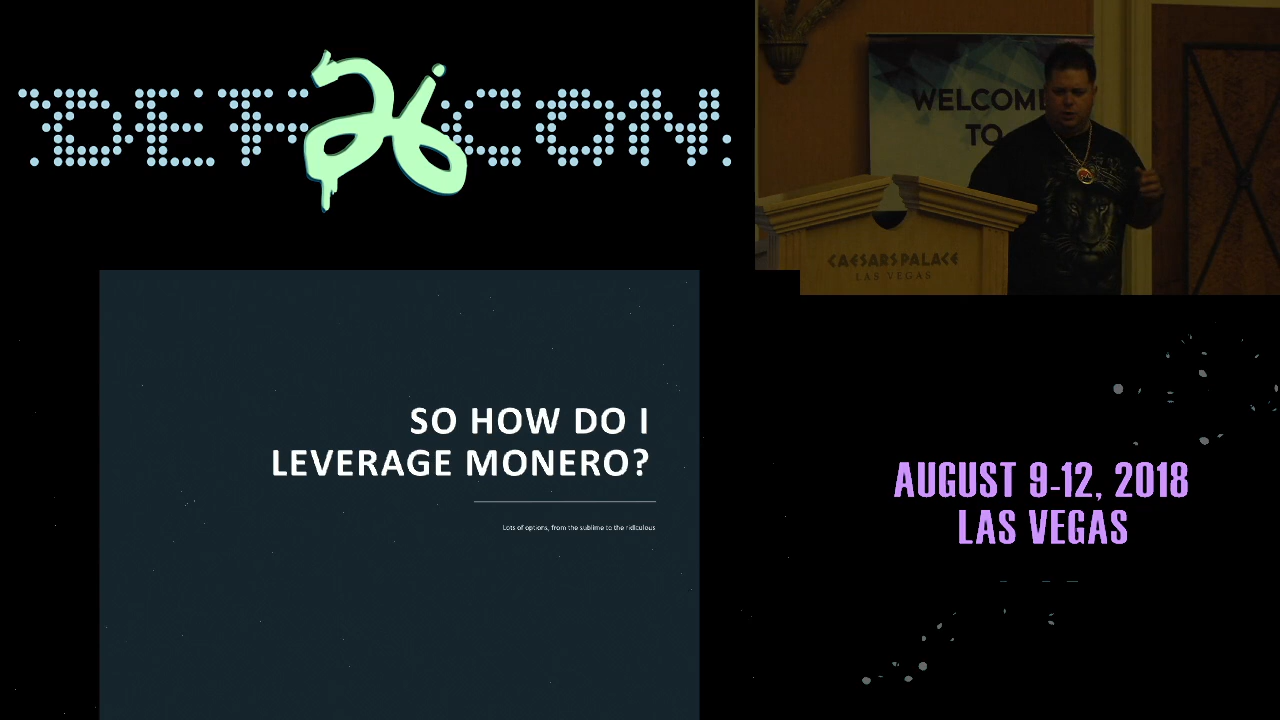 DEF CON
26
WELCOME
TO
CAESARS PALACE
LAS VEGAS
SO HOW DO I
LEVERAGE MONERO?
Lots of options, from the sublime to the ridiculous
AUGUST 9-12, 2018
LAS VEGAS